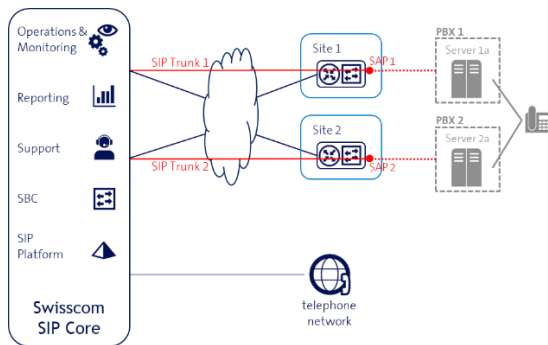 Operations &
Monitoring
Reporting
Support
SBC
SIP
Platform
Swisscom
SIP Core
SIP Trunk 1
SIP Trunk 2
Site 1
SAP 1
Site 2
SAP 2
PBX 1
Server 1a
PBX 2
Server 2a
telephone
network